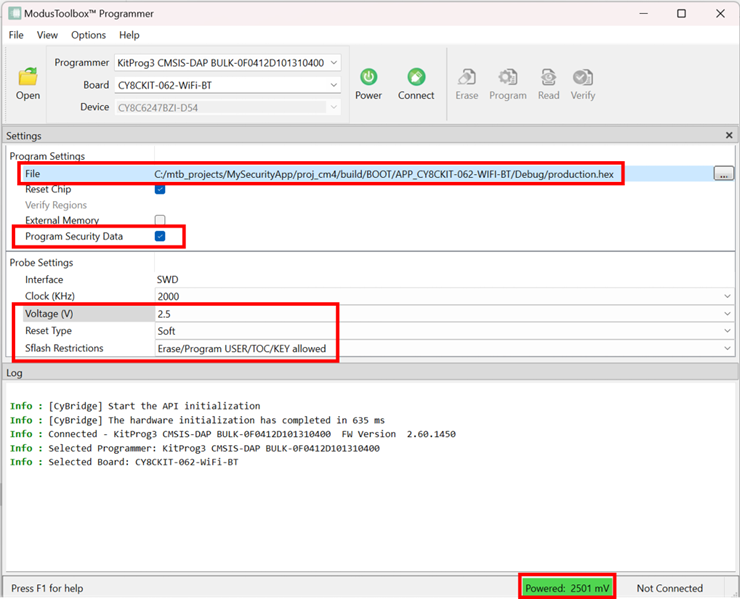 ModusToolbox™ Programmer
File View Options Help
Open
Programmer KitProg3 CMSIS-DAP BULK-0F0412D101310400
Board CY8CKIT-062-WiFi-BT
Device CY8C6247BZI-D54
Power Connect Erase Program Read Verify
Settings
Program Settings
File C:/mtb_projects/MySecurityApp/proj_cm4/build/BOOT/APP_CY8CKIT-062-WIFI-BT/Debug/production.hex ...
Reset Chip
Verify Regions
External Memory
Program Security Data
Probe Settings
Interface SWD
Clock (KHz) 2000
Voltage (V) 2.5
Reset Type Soft
Sflash Restrictions Erase/Program USER/TOC/KEY allowed
Log
Info : [CyBridge] Start the API initialization
Info : [CyBridge] The hardware initialization has completed in 635 ms
Info : Connected - KitProg3 CMSIS-DAP BULK-0F0412D101310400 FW Version 2.60.1450
Info : Selected Programmer: KitProg3 CMSIS-DAP BULK-0F0412D101310400
Info : Selected Board: CY8CKIT-062-WiFi-BT
Press F1 for help Powered: 2501 mV Not Connected